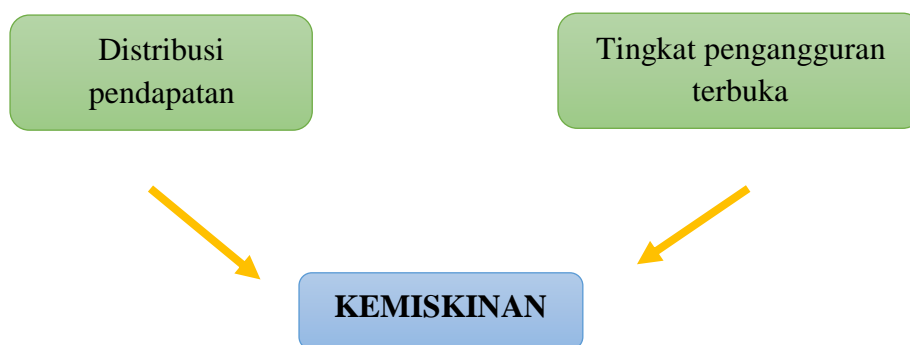 Distribusi
pendapatan
Tingkat pengangguran
terbuka
KEMISKINAN